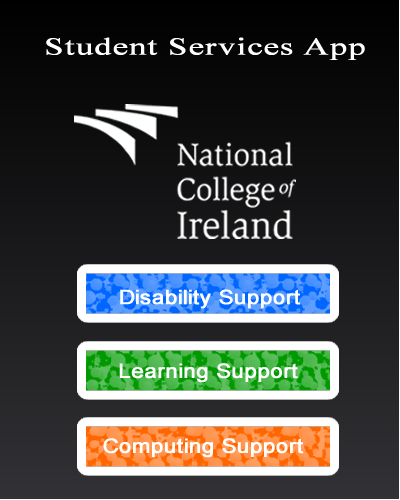 Student Services App
National
College of
Ireland
Disability Support
Learning Support
Computing Support